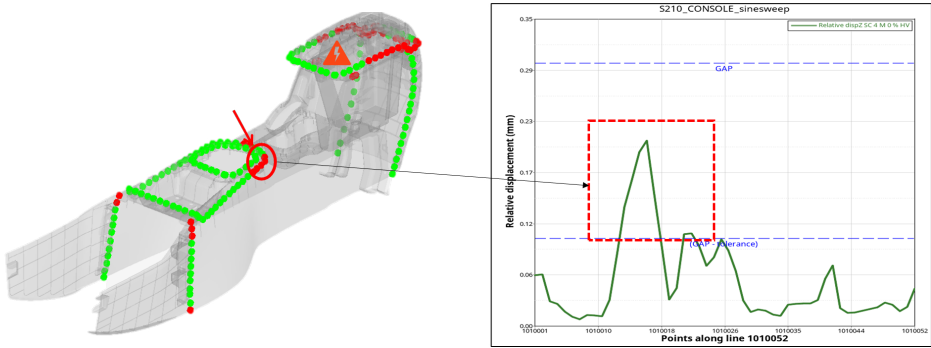 S210_CONSOLE_sinesweep
Relative dispZ SC 4 M 0 % HV
0.35
0.29
0.23
0.17
0.12
0.06
0.00
GAP
(GAP - tolerance)
Relative displacement (mm)
1010001
1010010
1010018
1010026
1010035
1010044
1010052
Points along line 1010052